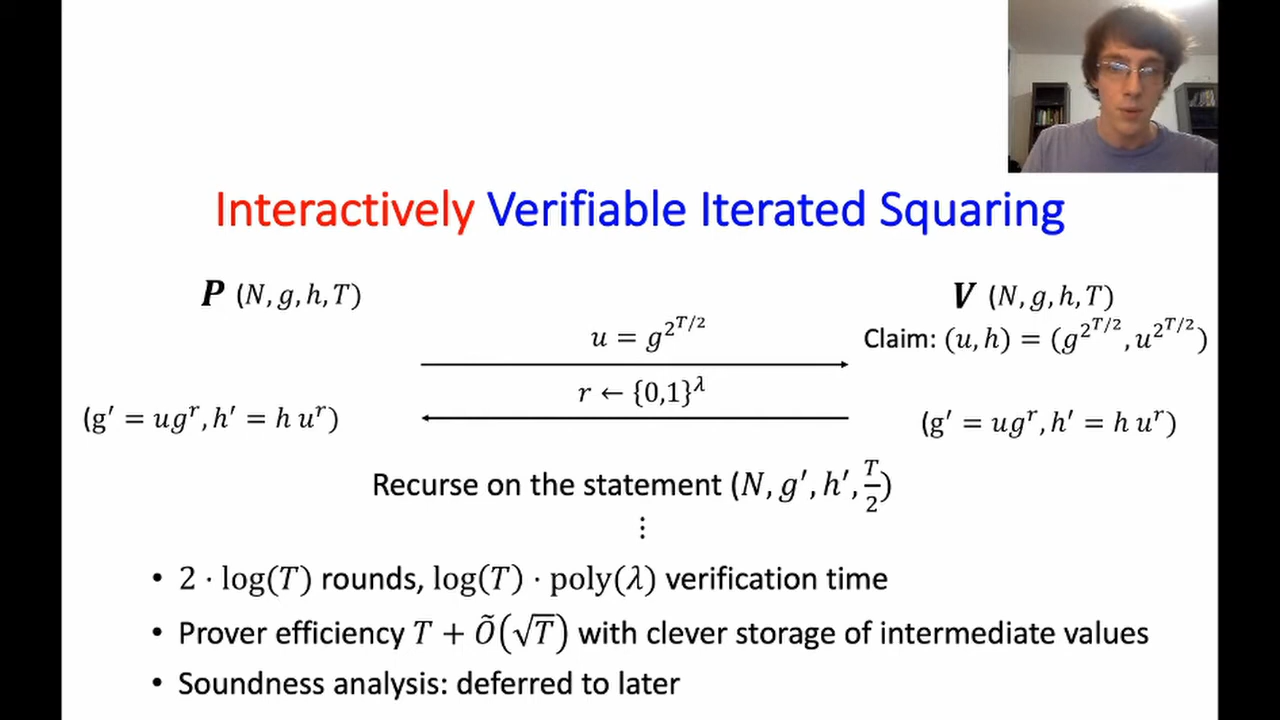 Interactively Verifiable Iterated Squaring
P (N, g, h, T)
V (N, g, h, T)
u = g^{2^{T/2}}
Claim: (u, h) = (g^{2^{T/2}}, u^{2^{T/2}})
r ← {0,1}^λ
(g′ = ug^r, h′ = h u^r)
(g′ = ug^r, h′ = h u^r)
Recurse on the statement (N, g′, h′, T/2)
⋮
• 2 · log(T) rounds, log(T) · poly(λ) verification time
• Prover efficiency T + Õ(√T) with clever storage of intermediate values
• Soundness analysis: deferred to later